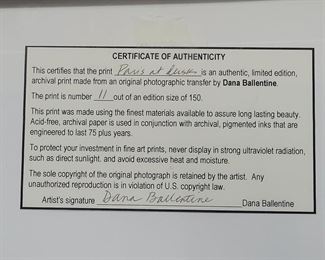 CERTIFICATE OF AUTHENTICITY
This certifies that the print Paris at Dusk is an authentic, limited edition,
archival print made from an original photographic transfer by Dana Ballentine.
The print is number 11 out of an edition size of 150.
This print was made using the finest materials available to assure long lasting beauty.
Acid-free, archival paper is used in conjunction with archival, pigmented inks that are
engineered to last 75 plus years.
To protect your investment in fine art prints, never display in strong ultraviolet radiation,
such as direct sunlight. and avoid excessive heat and moisture.
The sole copyright of the original photograph is retained by the artist. Any
unauthorized reproduction is in violation of U.S. copyright law.
Artist's signature Dana Ballentine Dana Ballentine